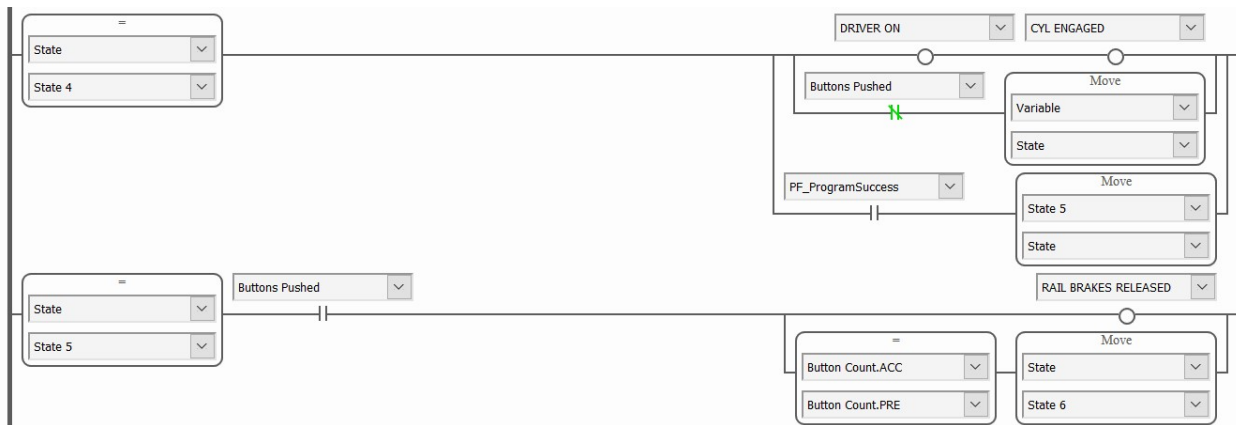 =
State
State 4
DRIVER ON
CYL ENGAGED
Buttons Pushed
Move
Variable
State
PF_ProgramSuccess
Move
State 5
State
=
State
State 5
Buttons Pushed
RAIL BRAKES RELEASED
=
Button Count.ACC
Button Count.PRE
Move
State
State 6